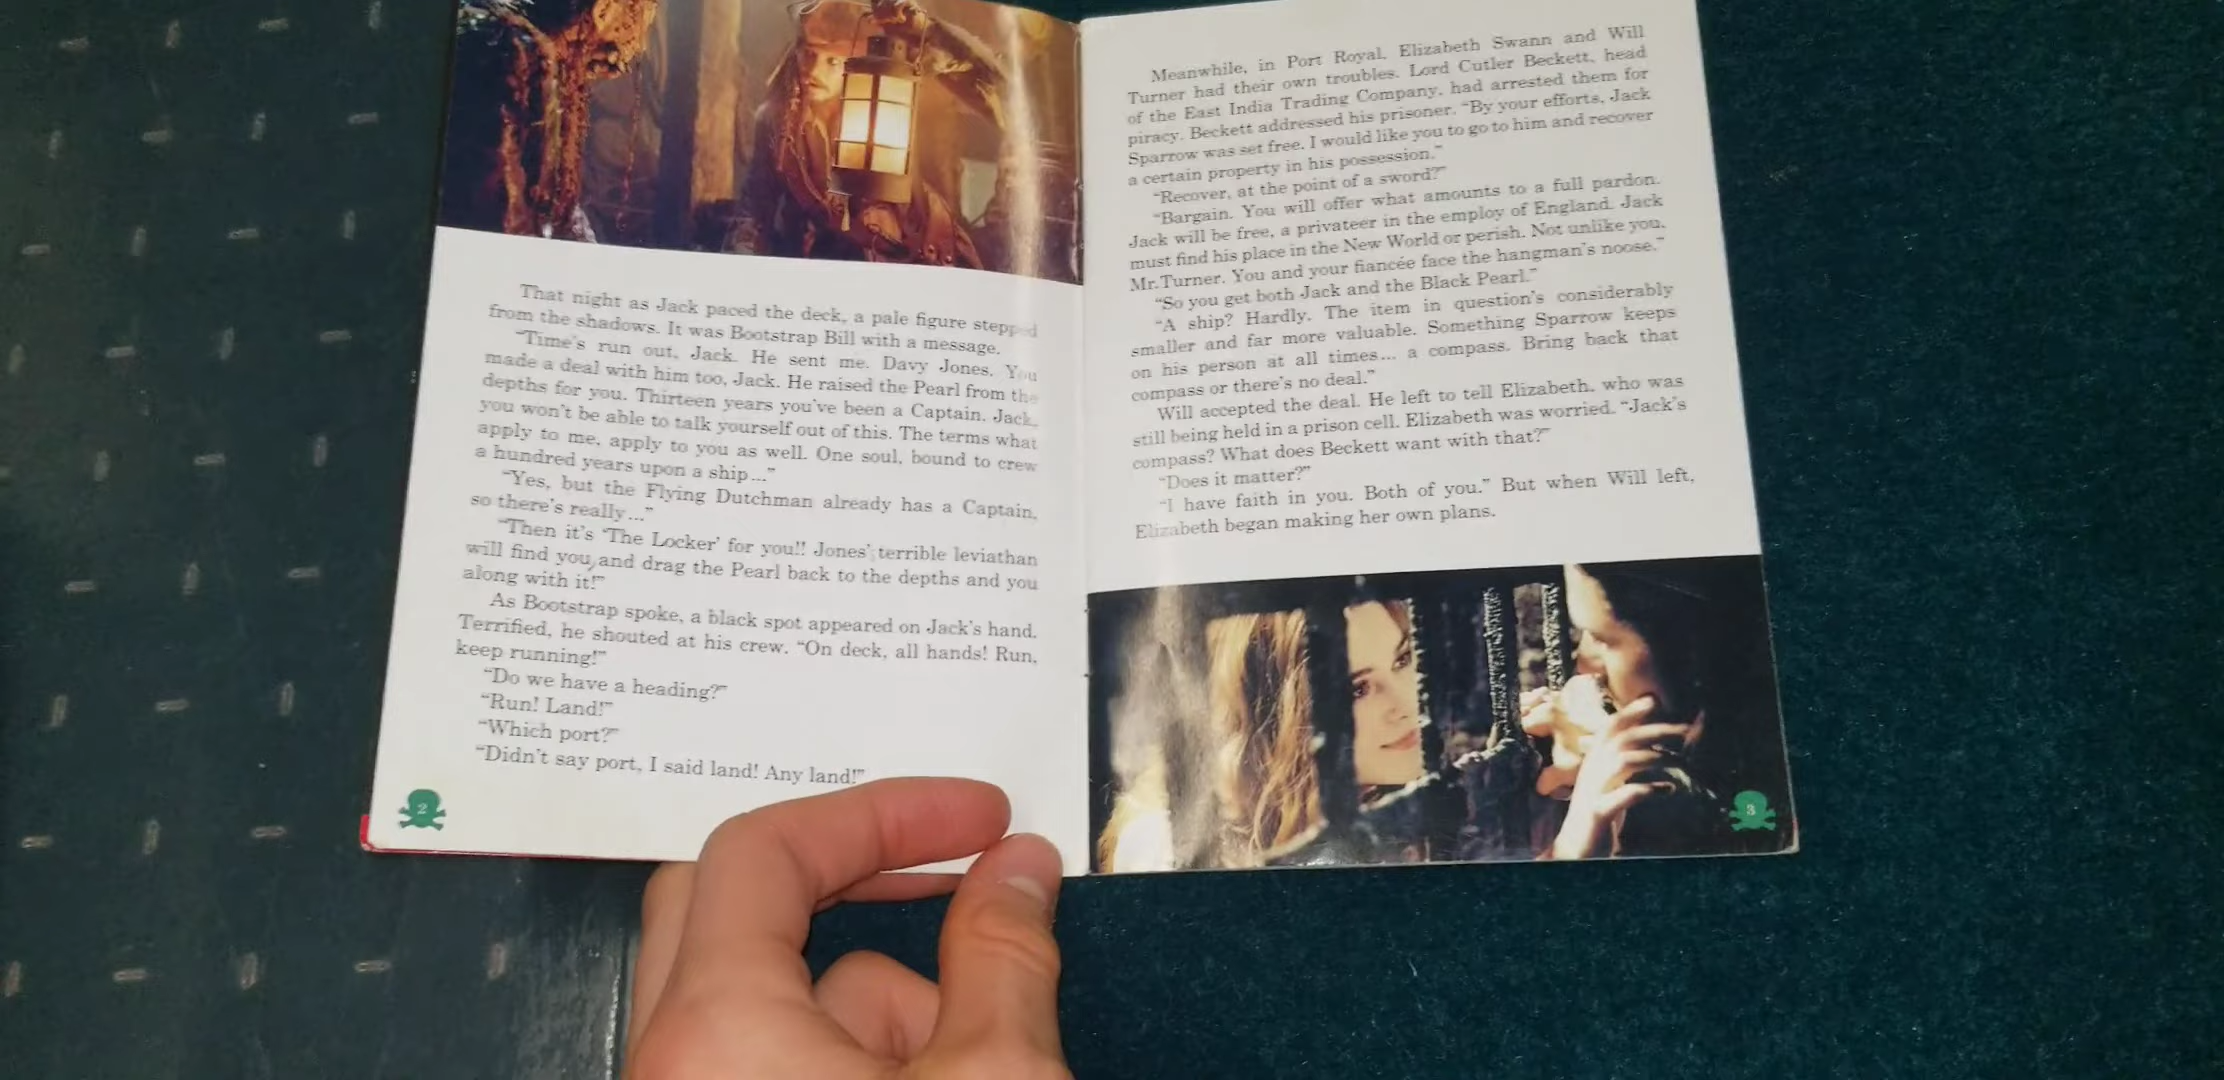 That night as Jack paced the deck, a pale figure stepped
from the shadows. It was Bootstrap Bill with a message.
“Time’s run out, Jack. He sent me. Davy Jones. You
made a deal with him too, Jack. He raised the Pearl from the
depths for you. Thirteen years you’ve been a Captain. Jack,
you won’t be able to talk yourself out of this. The terms what
apply to me, apply to you as well. One soul, bound to crew
a hundred years upon a ship...”
“Yes, but the Flying Dutchman already has a Captain,
so there’s really...”
“Then it’s ‘The Locker’ for you!! Jones’ terrible leviathan
will find you, and drag the Pearl back to the depths and you
along with it!”
As Bootstrap spoke, a black spot appeared on Jack’s hand.
Terrified, he shouted at his crew. “On deck, all hands! Run,
keep running!”
“Do we have a heading?”
“Run! Land!”
“Which port?”
“Didn’t say port, I said land! Any land!”
2
Meanwhile, in Port Royal, Elizabeth Swann and Will
Turner had their own troubles. Lord Cutler Beckett, head
of the East India Trading Company, had arrested them for
piracy. Beckett addressed his prisoner. “By your efforts, Jack
Sparrow was set free. I would like you to go to him and recover
a certain property in his possession.”
“Recover, at the point of a sword?”
“Bargain. You will offer what amounts to a full pardon.
Jack will be free, a privateer in the employ of England. Jack
must find his place in the New World or perish. Not unlike you,
Mr.Turner. You and your fiancée face the hangman’s noose.”
“So you get both Jack and the Black Pearl.”
“A ship? Hardly. The item in question’s considerably
smaller and far more valuable. Something Sparrow keeps
on his person at all times... a compass. Bring back that
compass or there’s no deal.”
Will accepted the deal. He left to tell Elizabeth, who was
still being held in a prison cell. Elizabeth was worried. “Jack’s
compass? What does Beckett want with that?”
“Does it matter?”
“I have faith in you. Both of you.” But when Will left,
Elizabeth began making her own plans.
3